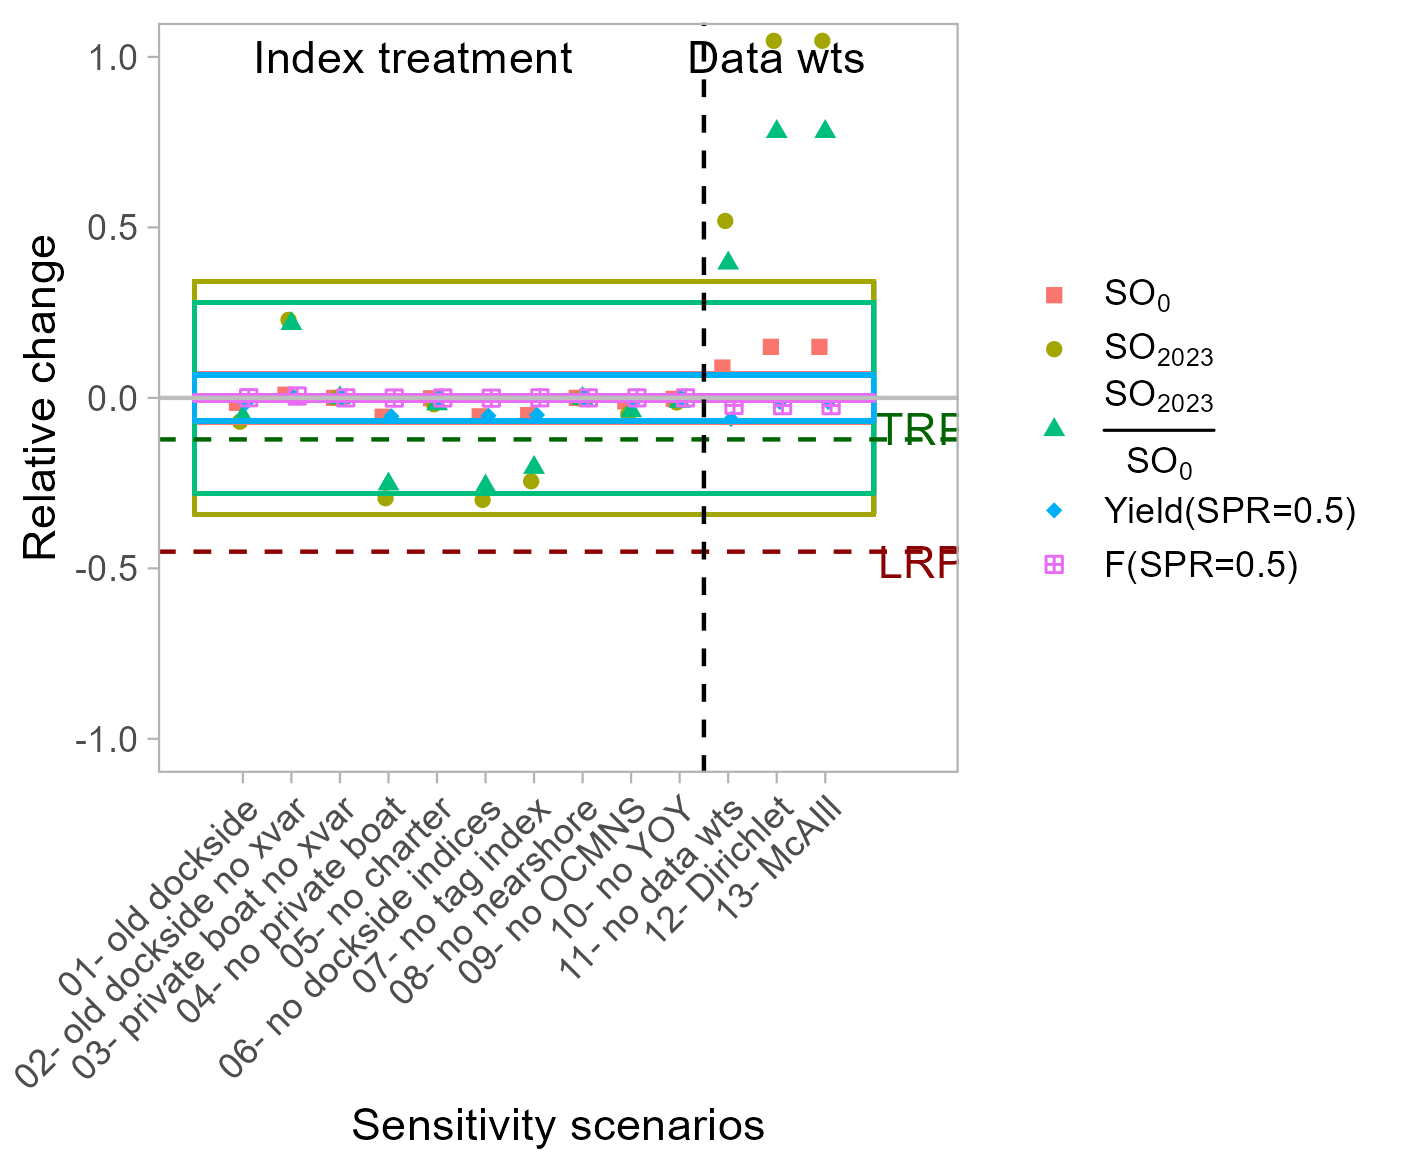 Index treatment
Data wts
1.0
0.5
0.0
-0.5
-1.0
Relative change
TRP
LRP
01- old dockside
02- old dockside no xvar
03- private boat no xvar
04- no private boat
05- no charter
06- no dockside indices
07- no tag index
08- no nearshore
09- no OCMNS
10- no YOY
11- no data wts
12- Dirichlet
13- McAllI
Sensitivity scenarios
SO0
SO2023
SO2023
SO0
Yield(SPR=0.5)
F(SPR=0.5)